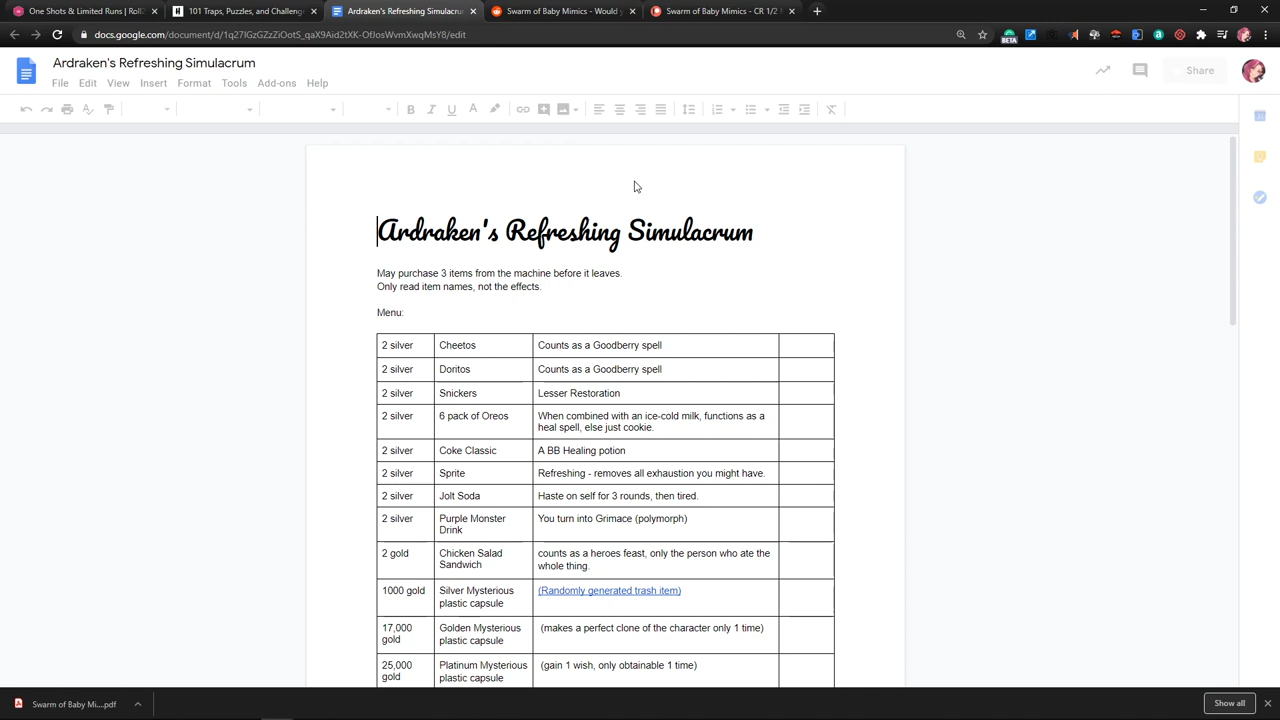 One Shots & Limited Runs | Roll2
101 Traps, Puzzles, and Challeng
Ardraken's Refreshing Simulacru
Swarm of Baby Mimics - Would y
Swarm of Baby Mimics - CR 1/2
docs.google.com/document/d/1q27IGzGZzZiOotS_qaX9Aid2tXK-OfJosWvmXwqMsY8/edit
BETA
Ardraken's Refreshing Simulacrum
File Edit View Insert Format Tools Add-ons Help
Share
Ardraken's Refreshing Simulacrum
May purchase 3 items from the machine before it leaves.
Only read item names, not the effects.
Menu:
2 silver Cheetos Counts as a Goodberry spell
2 silver Doritos Counts as a Goodberry spell
2 silver Snickers Lesser Restoration
2 silver 6 pack of Oreos When combined with an ice-cold milk, functions as a
heal spell, else just cookie.
2 silver Coke Classic A BB Healing potion
2 silver Sprite Refreshing - removes all exhaustion you might have.
2 silver Jolt Soda Haste on self for 3 rounds, then tired.
2 silver Purple Monster You turn into Grimace (polymorph)
Drink
2 gold Chicken Salad counts as a heroes feast, only the person who ate the
Sandwich whole thing.
1000 gold Silver Mysterious (Randomly generated trash item)
plastic capsule
17,000 Golden Mysterious (makes a perfect clone of the character only 1 time)
gold plastic capsule
25,000 Platinum Mysterious (gain 1 wish, only obtainable 1 time)
gold plastic capsule
Swarm of Baby Mi....pdf
Show all